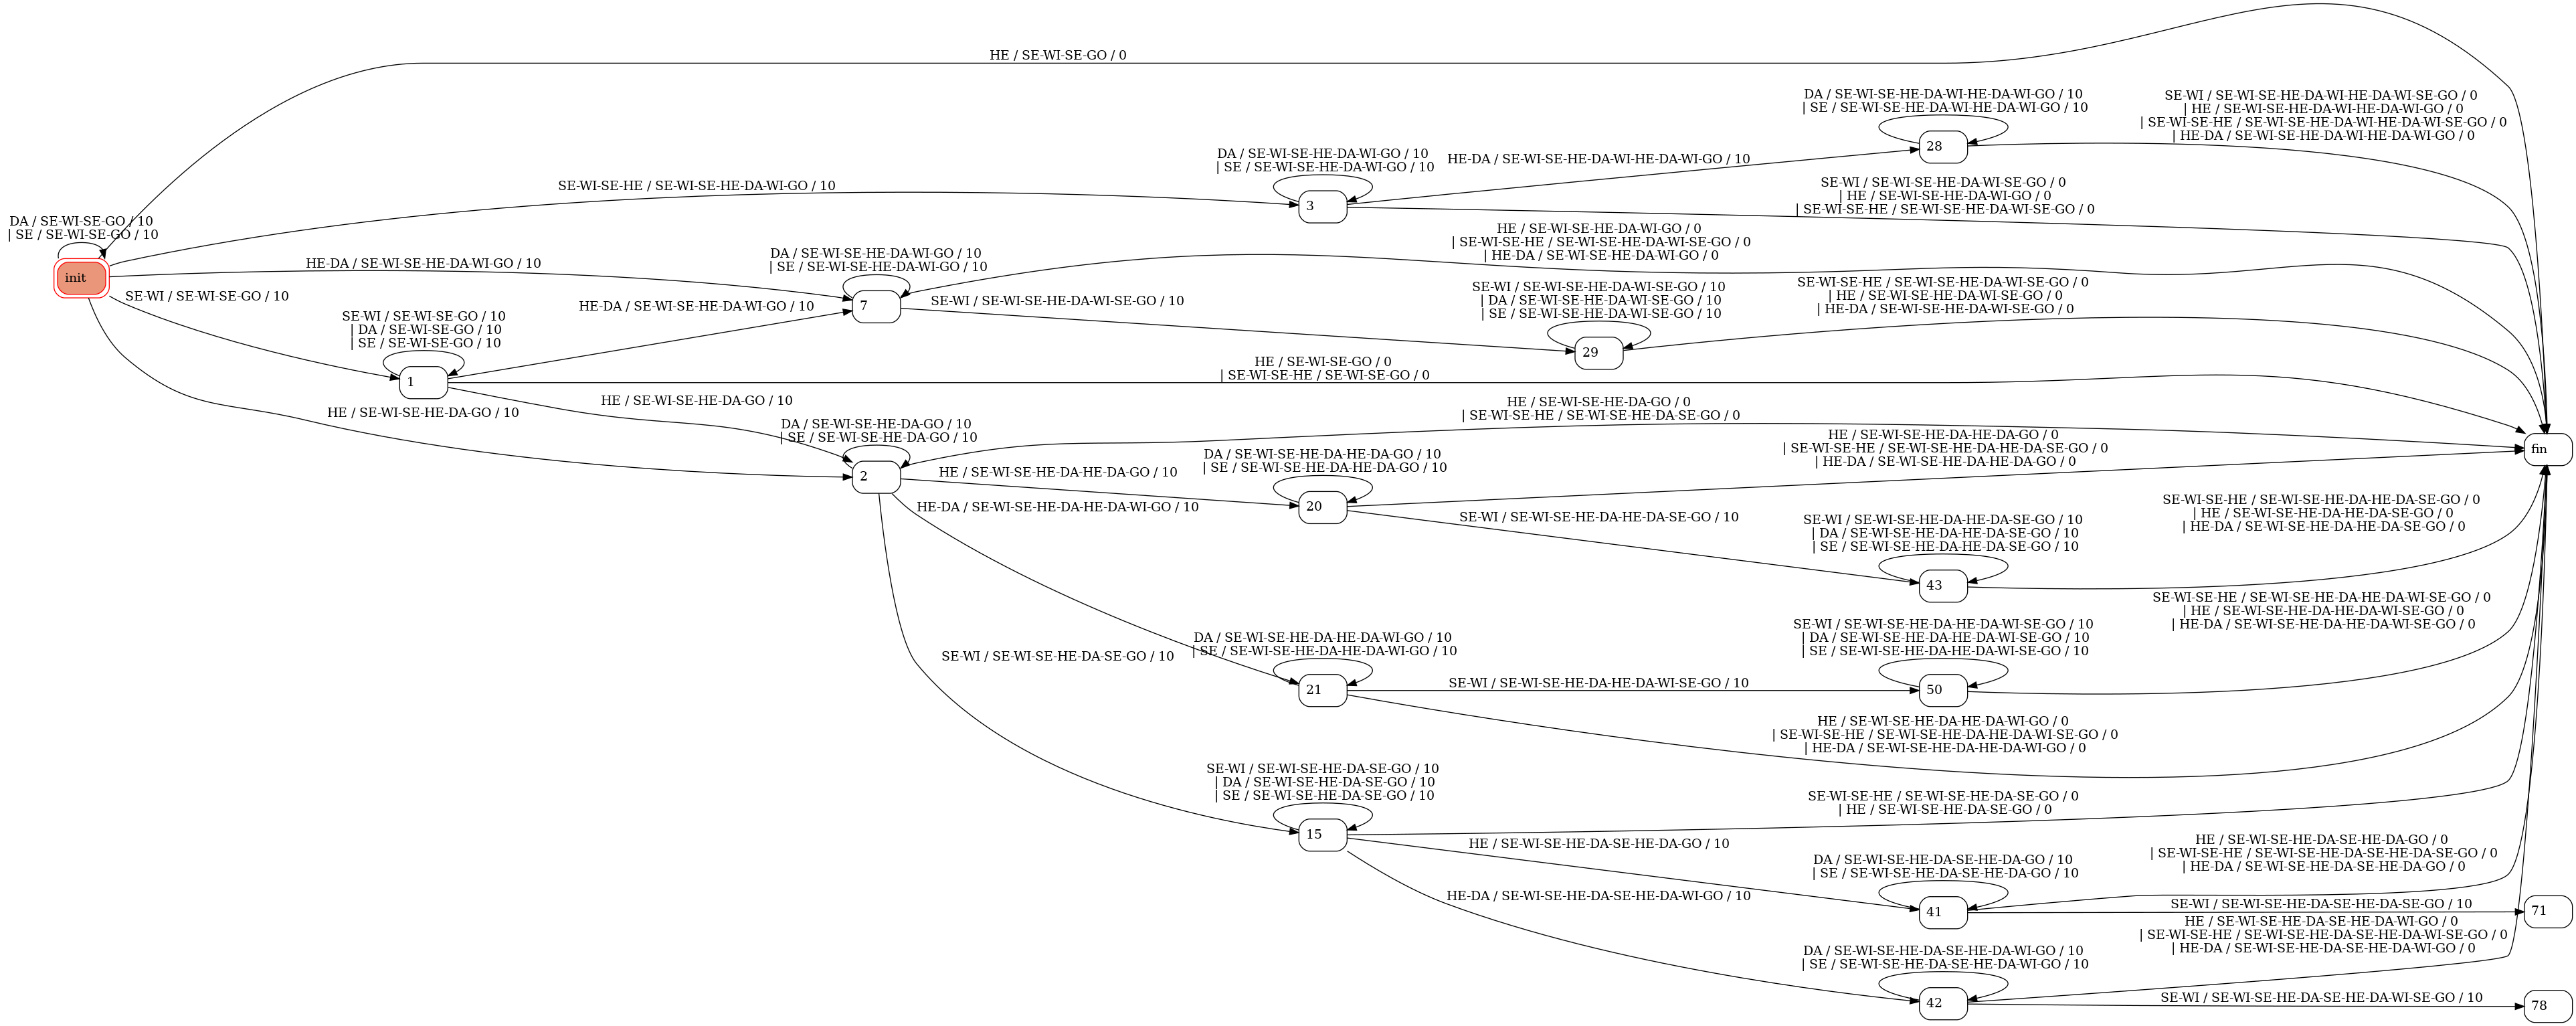 HE / SE-WI-SE-GO / 0
DA / SE-WI-SE-HE-DA-WI-HE-DA-WI-GO / 10
| SE / SE-WI-SE-HE-DA-WI-HE-DA-WI-GO / 10
SE-WI / SE-WI-SE-HE-DA-WI-HE-DA-WI-SE-GO / 0
| HE / SE-WI-SE-HE-DA-WI-HE-DA-WI-GO / 0
| SE-WI-SE-HE / SE-WI-SE-HE-DA-WI-HE-DA-WI-SE-GO / 0
| HE-DA / SE-WI-SE-HE-DA-WI-HE-DA-WI-GO / 0
28
DA / SE-WI-SE-HE-DA-WI-GO / 10
| SE / SE-WI-SE-HE-DA-WI-GO / 10
HE-DA / SE-WI-SE-HE-DA-WI-HE-DA-WI-GO / 10
SE-WI-SE-HE / SE-WI-SE-HE-DA-WI-GO / 10
3
SE-WI / SE-WI-SE-HE-DA-WI-SE-GO / 0
| HE / SE-WI-SE-HE-DA-WI-GO / 0
| SE-WI-SE-HE / SE-WI-SE-HE-DA-WI-SE-GO / 0
DA / SE-WI-SE-GO / 10
| SE / SE-WI-SE-GO / 10
init
HE-DA / SE-WI-SE-HE-DA-WI-GO / 10
DA / SE-WI-SE-HE-DA-WI-GO / 10
| SE / SE-WI-SE-HE-DA-WI-GO / 10
HE / SE-WI-SE-HE-DA-WI-GO / 0
| SE-WI-SE-HE / SE-WI-SE-HE-DA-WI-SE-GO / 0
| HE-DA / SE-WI-SE-HE-DA-WI-GO / 0
SE-WI / SE-WI-SE-GO / 10
HE-DA / SE-WI-SE-HE-DA-WI-GO / 10
7
SE-WI / SE-WI-SE-HE-DA-WI-SE-GO / 10
SE-WI / SE-WI-SE-HE-DA-WI-SE-GO / 10
| DA / SE-WI-SE-HE-DA-WI-SE-GO / 10
| SE / SE-WI-SE-HE-DA-WI-SE-GO / 10
SE-WI-SE-HE / SE-WI-SE-HE-DA-WI-SE-GO / 0
| HE / SE-WI-SE-HE-DA-WI-SE-GO / 0
| HE-DA / SE-WI-SE-HE-DA-WI-SE-GO / 0
29
SE-WI / SE-WI-SE-GO / 10
| DA / SE-WI-SE-GO / 10
| SE / SE-WI-SE-GO / 10
1
HE / SE-WI-SE-GO / 0
| SE-WI-SE-HE / SE-WI-SE-GO / 0
HE / SE-WI-SE-HE-DA-GO / 10
HE / SE-WI-SE-HE-DA-GO / 10
DA / SE-WI-SE-HE-DA-GO / 10
| SE / SE-WI-SE-HE-DA-GO / 10
HE / SE-WI-SE-HE-DA-GO / 0
| SE-WI-SE-HE / SE-WI-SE-HE-DA-SE-GO / 0
2
HE / SE-WI-SE-HE-DA-HE-DA-GO / 10
DA / SE-WI-SE-HE-DA-HE-DA-GO / 10
| SE / SE-WI-SE-HE-DA-HE-DA-GO / 10
HE / SE-WI-SE-HE-DA-HE-DA-GO / 0
| SE-WI-SE-HE / SE-WI-SE-HE-DA-HE-DA-SE-GO / 0
| HE-DA / SE-WI-SE-HE-DA-HE-DA-GO / 0
fin
20
HE-DA / SE-WI-SE-HE-DA-HE-DA-WI-GO / 10
SE-WI / SE-WI-SE-HE-DA-HE-DA-SE-GO / 10
SE-WI / SE-WI-SE-HE-DA-HE-DA-SE-GO / 10
| DA / SE-WI-SE-HE-DA-HE-DA-SE-GO / 10
| SE / SE-WI-SE-HE-DA-HE-DA-SE-GO / 10
SE-WI-SE-HE / SE-WI-SE-HE-DA-HE-DA-SE-GO / 0
| HE / SE-WI-SE-HE-DA-HE-DA-SE-GO / 0
| HE-DA / SE-WI-SE-HE-DA-HE-DA-SE-GO / 0
43
SE-WI-SE-HE / SE-WI-SE-HE-DA-HE-DA-WI-SE-GO / 0
| HE / SE-WI-SE-HE-DA-HE-DA-WI-SE-GO / 0
| HE-DA / SE-WI-SE-HE-DA-HE-DA-WI-SE-GO / 0
SE-WI / SE-WI-SE-HE-DA-SE-GO / 10
DA / SE-WI-SE-HE-DA-HE-DA-WI-GO / 10
| SE / SE-WI-SE-HE-DA-HE-DA-WI-GO / 10
SE-WI / SE-WI-SE-HE-DA-HE-DA-WI-SE-GO / 10
| DA / SE-WI-SE-HE-DA-HE-DA-WI-SE-GO / 10
| SE / SE-WI-SE-HE-DA-HE-DA-WI-SE-GO / 10
21
SE-WI / SE-WI-SE-HE-DA-HE-DA-WI-SE-GO / 10
50
HE / SE-WI-SE-HE-DA-HE-DA-WI-GO / 0
| SE-WI-SE-HE / SE-WI-SE-HE-DA-HE-DA-WI-SE-GO / 0
| HE-DA / SE-WI-SE-HE-DA-HE-DA-WI-GO / 0
SE-WI / SE-WI-SE-HE-DA-SE-GO / 10
| DA / SE-WI-SE-HE-DA-SE-GO / 10
| SE / SE-WI-SE-HE-DA-SE-GO / 10
15
SE-WI-SE-HE / SE-WI-SE-HE-DA-SE-GO / 0
| HE / SE-WI-SE-HE-DA-SE-GO / 0
HE / SE-WI-SE-HE-DA-SE-HE-DA-GO / 10
DA / SE-WI-SE-HE-DA-SE-HE-DA-GO / 10
| SE / SE-WI-SE-HE-DA-SE-HE-DA-GO / 10
HE / SE-WI-SE-HE-DA-SE-HE-DA-GO / 0
| SE-WI-SE-HE / SE-WI-SE-HE-DA-SE-HE-DA-SE-GO / 0
| HE-DA / SE-WI-SE-HE-DA-SE-HE-DA-GO / 0
HE-DA / SE-WI-SE-HE-DA-SE-HE-DA-WI-GO / 10
41
SE-WI / SE-WI-SE-HE-DA-SE-HE-DA-SE-GO / 10
71
HE / SE-WI-SE-HE-DA-SE-HE-DA-WI-GO / 0
| SE-WI-SE-HE / SE-WI-SE-HE-DA-SE-HE-DA-WI-SE-GO / 0
| HE-DA / SE-WI-SE-HE-DA-SE-HE-DA-WI-GO / 0
DA / SE-WI-SE-HE-DA-SE-HE-DA-WI-GO / 10
| SE / SE-WI-SE-HE-DA-SE-HE-DA-WI-GO / 10
42
SE-WI / SE-WI-SE-HE-DA-SE-HE-DA-WI-SE-GO / 10
78